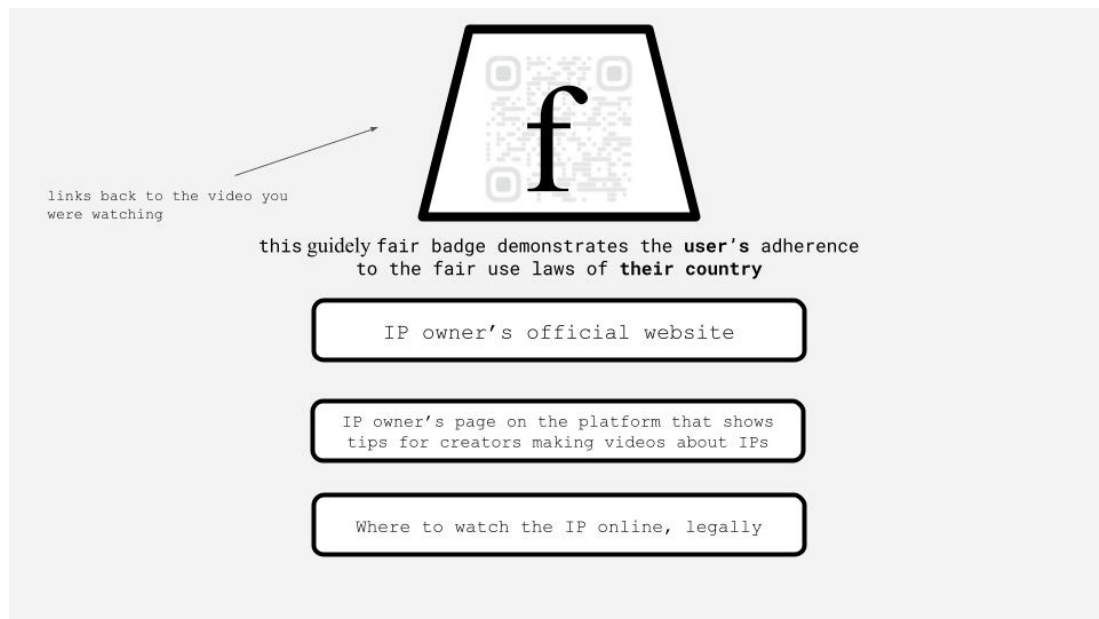 f
links back to the video you
were watching
this guidely fair badge demonstrates the user's adherence
to the fair use laws of their country
IP owner's official website
IP owner's page on the platform that shows
tips for creators making videos about IPs
Where to watch the IP online, legally